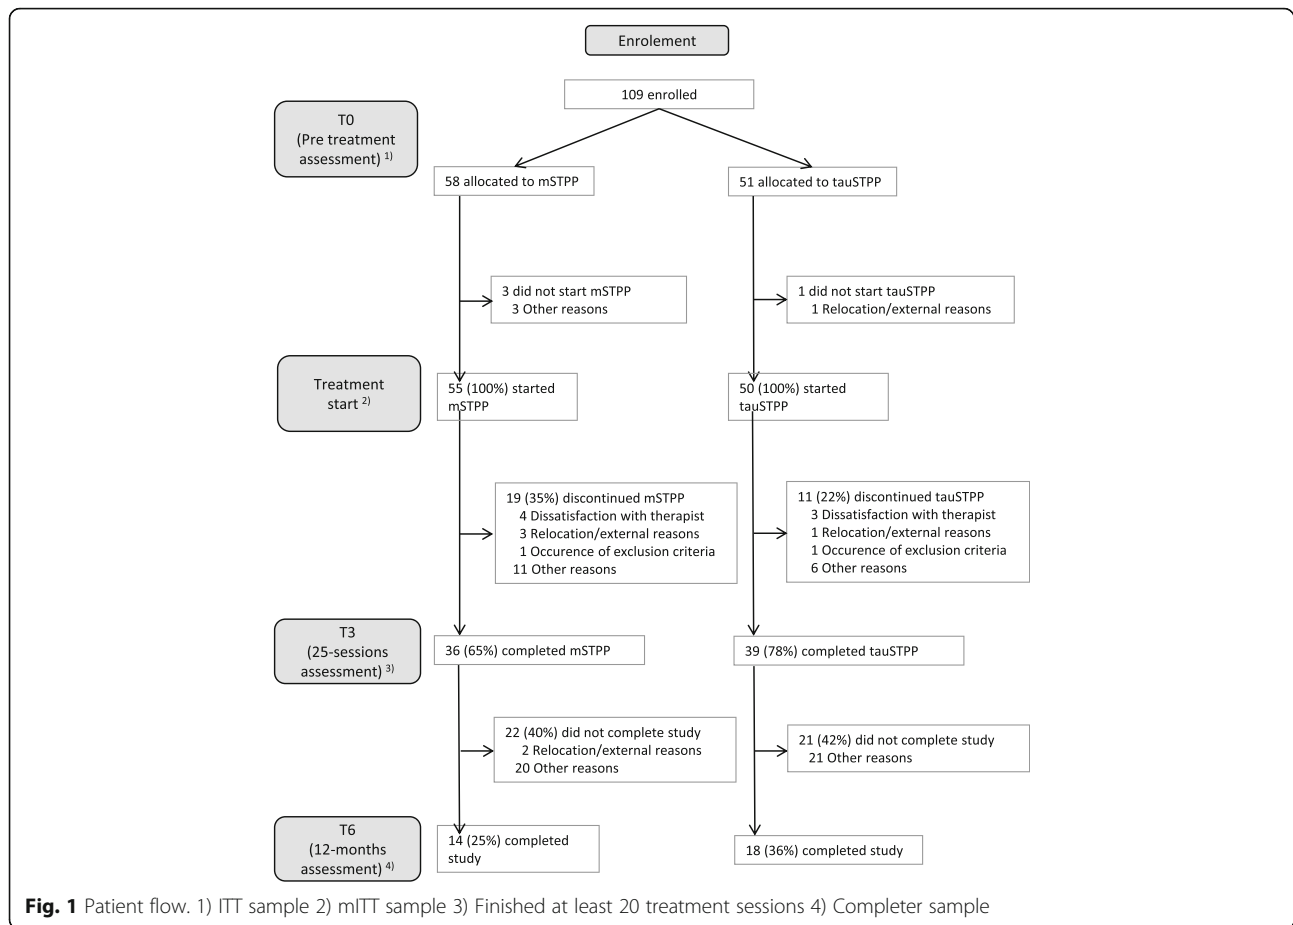 Enrolement
109 enrolled
T0
(Pre treatment
assessment) 1)
58 allocated to mSTPP
51 allocated to tauSTPP
3 did not start mSTPP
3 Other reasons
1 did not start tauSTPP
1 Relocation/external reasons
Treatment
start 2)
55 (100%) started
mSTPP
50 (100%) started
tauSTPP
19 (35%) discontinued mSTPP
4 Dissatisfaction with therapist
3 Relocation/external reasons
1 Occurence of exclusion criteria
11 Other reasons
11 (22%) discontinued tauSTPP
3 Dissatisfaction with therapist
1 Relocation/external reasons
1 Occurence of exclusion criteria
6 Other reasons
T3
(25-sessions
assessment) 3)
36 (65%) completed mSTPP
39 (78%) completed tauSTPP
22 (40%) did not complete study
2 Relocation/external reasons
20 Other reasons
21 (42%) did not complete study
21 Other reasons
T6
(12-months
assessment) 4)
14 (25%) completed
study
18 (36%) completed study
Fig. 1 Patient flow. 1) ITT sample 2) mITT sample 3) Finished at least 20 treatment sessions 4) Completer sample